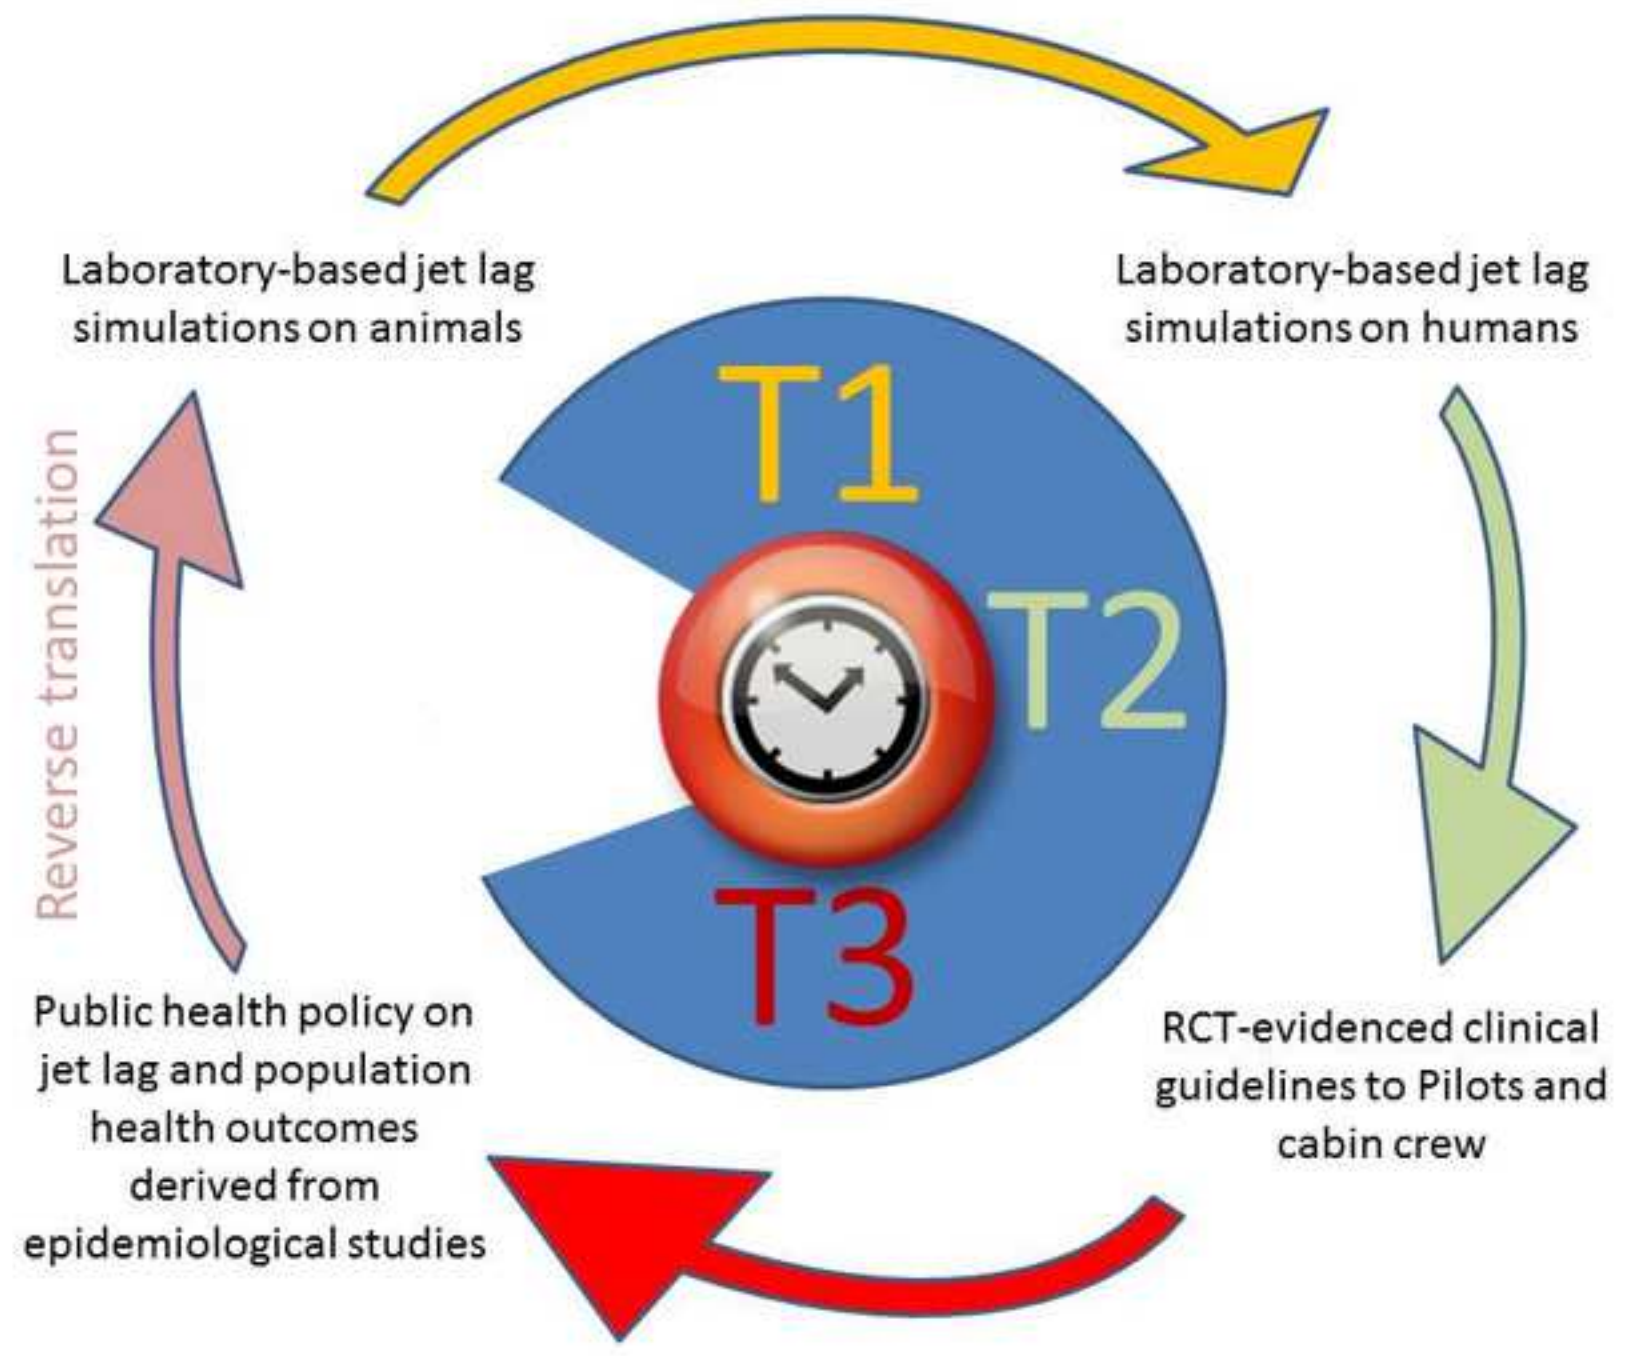 Laboratory-based jet lag
simulations on animals
Laboratory-based jet lag
simulations on humans
T1
T2
T3
Reverse translation
Public health policy on
jet lag and population
health outcomes
derived from
epidemiological studies
RCT-evidenced clinical
guidelines to Pilots and
cabin crew